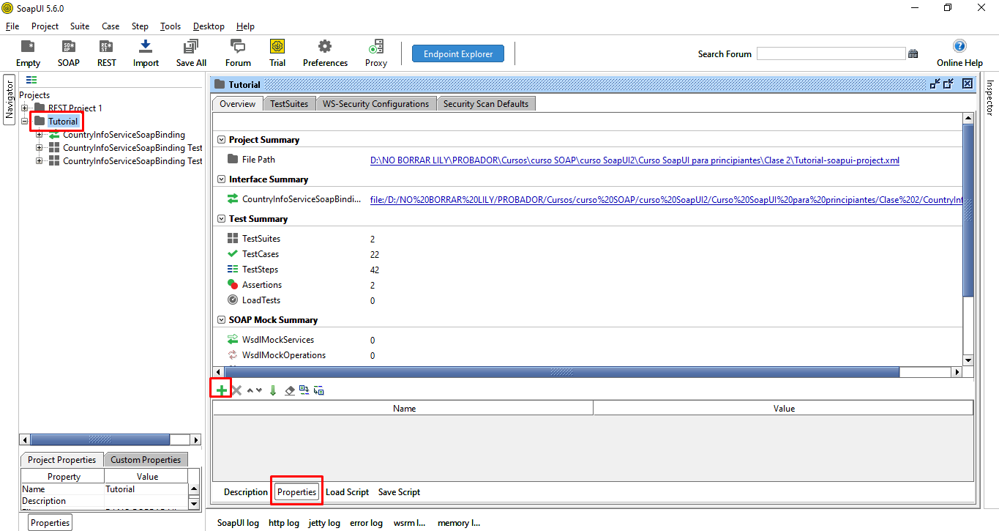 SoapUI 5.6.0
File Project Suite Case Step Tools Desktop Help
Empty SOAP REST Import Save All Forum Trial Preferences Proxy Endpoint Explorer Search Forum Online Help
Navigator
Projects
REST Project 1
Tutorial
CountryInfoServiceSoapBinding
CountryInfoServiceSoapBinding Test
CountryInfoServiceSoapBinding Test
Project Properties Custom Properties
Property Value
Name Tutorial
Description
Properties
Tutorial
Overview TestSuites WS-Security Configurations Security Scan Defaults
Project Summary
File Path D:\NO BORRAR LILY\PROBADOR\Cursos\curso SOAP\curso SoapUI2\Curso SoapUI para principiantes\Clase 2\Tutorial-soapui-project.xml
Interface Summary
CountryInfoServiceSoapBindi... file:/D:/NO%20BORRAR%20LILY/PROBADOR/Cursos/curso%20SOAP/curso%20SoapUI2/Curso%20SoapUI%20para%20principiantes/Clase%202/CountryInf
Test Summary
TestSuites 2
TestCases 22
TestSteps 42
Assertions 2
LoadTests 0
SOAP Mock Summary
WsdlMockServices 0
WsdlMockOperations 0
Name Value
Description Properties Load Script Save Script
SoapUI log http log jetty log error log wsrm l... memory l...
Inspector